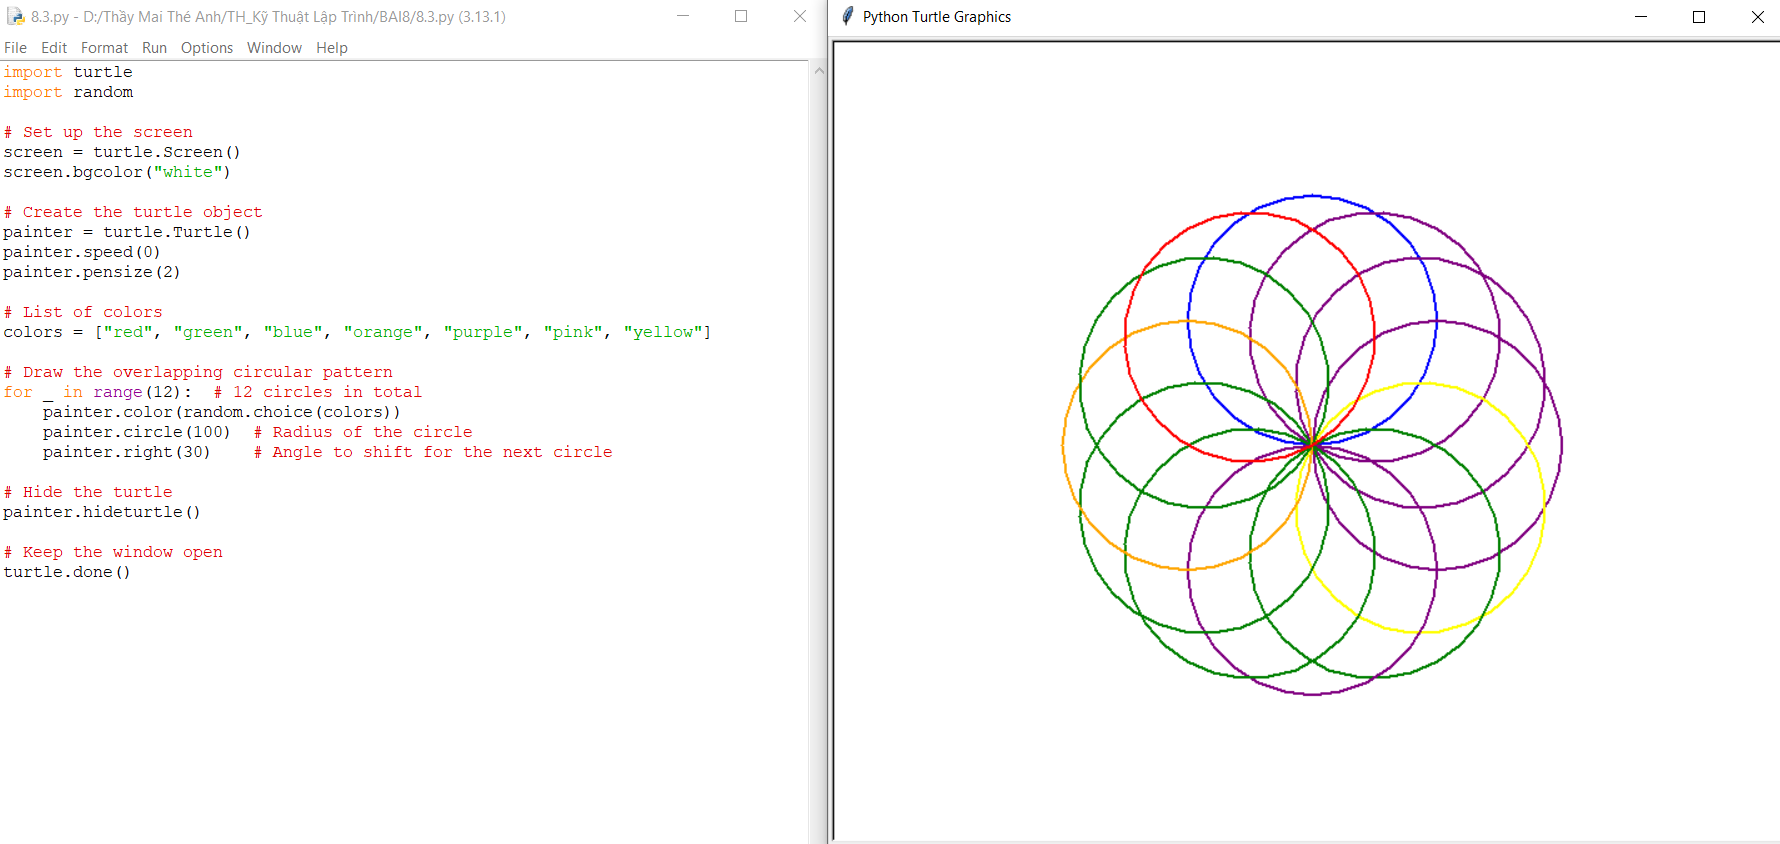 8.3.py - D:/Thầy Mai Thé Anh/TH_Kỹ Thuật Lập Trình/BAI8/8.3.py (3.13.1)
File Edit Format Run Options Window Help
import turtle
import random
# Set up the screen
screen = turtle.Screen()
screen.bgcolor("white")
# Create the turtle object
painter = turtle.Turtle()
painter.speed(0)
painter.pensize(2)
# List of colors
colors = ["red", "green", "blue", "orange", "purple", "pink", "yellow"]
# Draw the overlapping circular pattern
for _ in range(12):  # 12 circles in total
    painter.color(random.choice(colors))
    painter.circle(100)  # Radius of the circle
    painter.right(30)    # Angle to shift for the next circle
# Hide the turtle
painter.hideturtle()
# Keep the window open
turtle.done()
Python Turtle Graphics